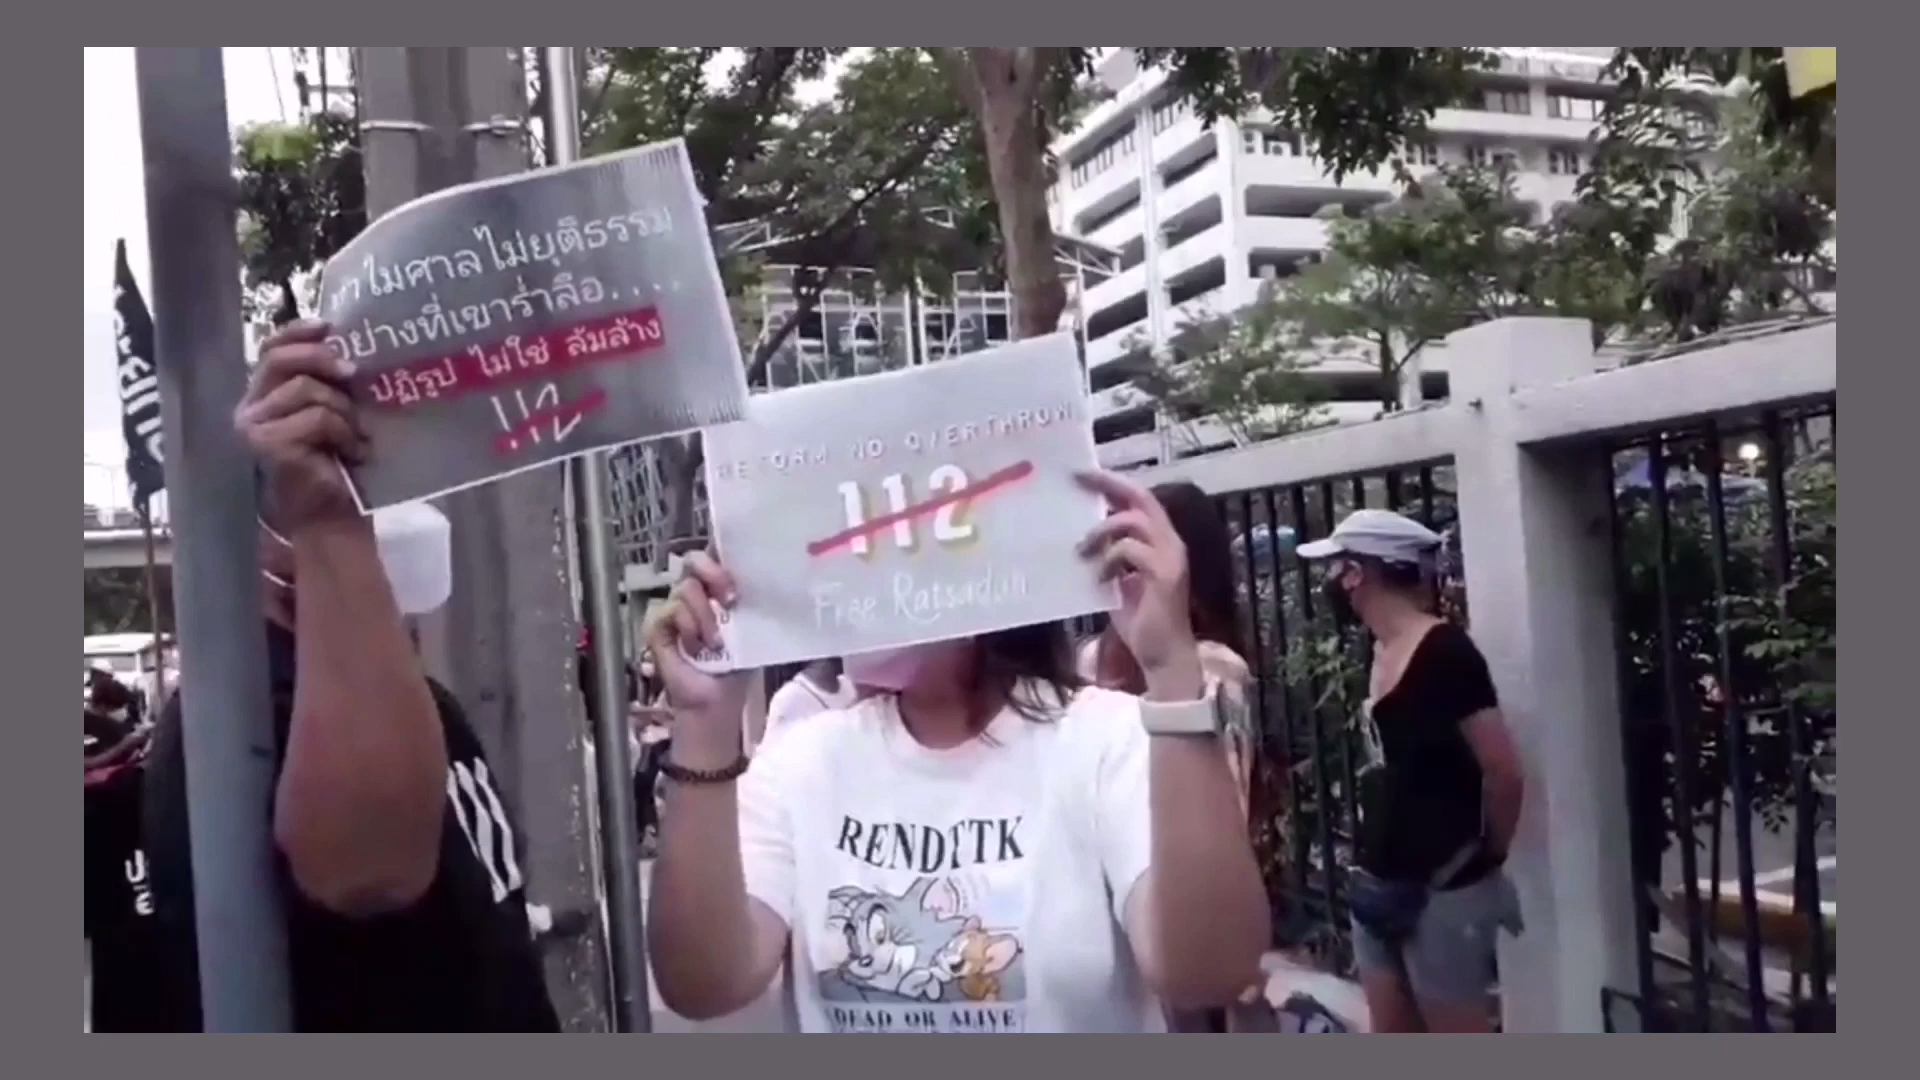 ทำไมศาลไม่ยุติธรรม
อย่างที่เขาร่ำลือ....
ปฏิรูป ไม่ใช่ ล้มล้าง
112
REFORM NO OVERTHROW
112
Free Ratsadon
RENDTTK
DEAD OR ALIVE